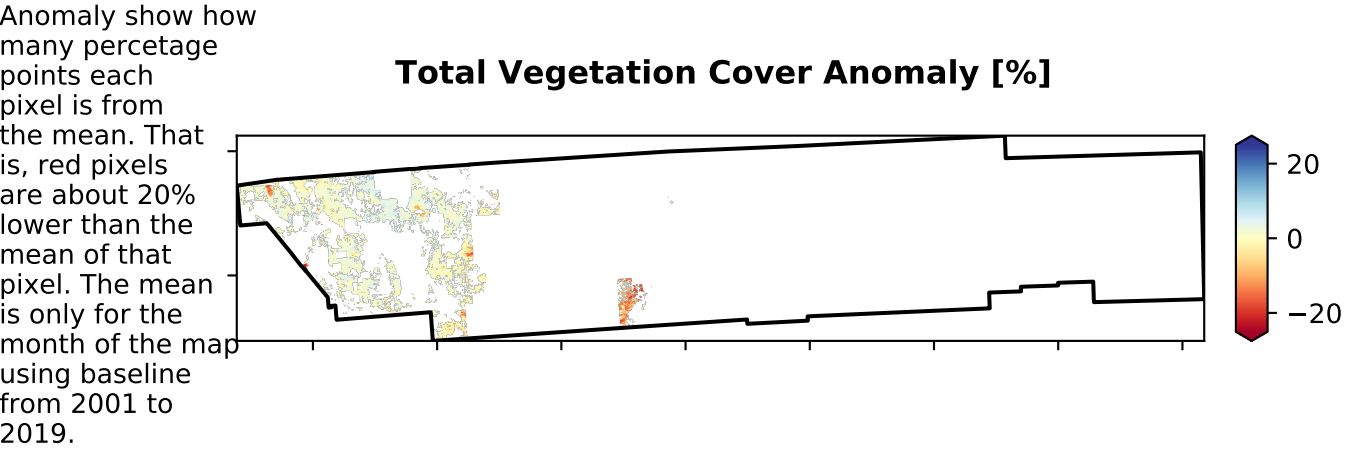 Anomaly show how
many percetage
points each
pixel is from
the mean. That
is, red pixels
are about 20%
lower than the
mean of that
pixel. The mean
is only for the
month of the map
using baseline
from 2001 to
2019.
Total Vegetation Cover Anomaly [%]
20
0
−20